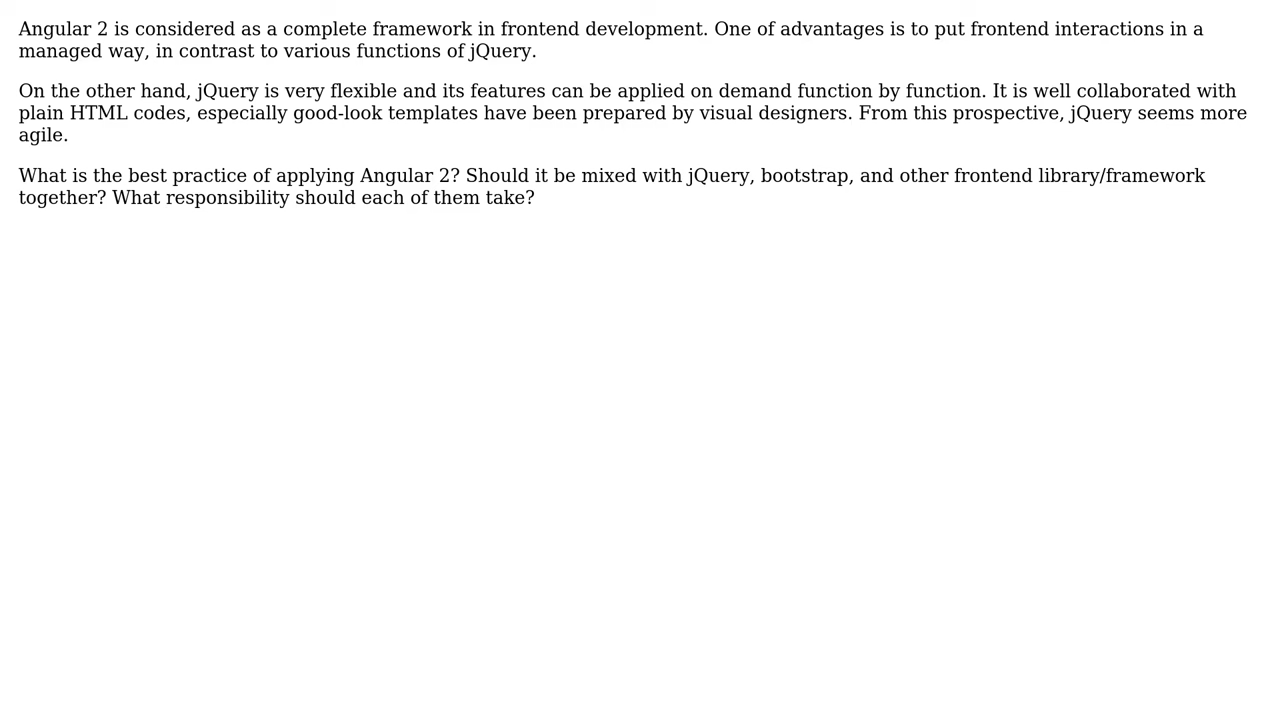 Angular 2 is considered as a complete framework in frontend development. One of advantages is to put frontend interactions in a
managed way, in contrast to various functions of jQuery.
On the other hand, jQuery is very flexible and its features can be applied on demand function by function. It is well collaborated with
plain HTML codes, especially good-look templates have been prepared by visual designers. From this prospective, jQuery seems more
agile.
What is the best practice of applying Angular 2? Should it be mixed with jQuery, bootstrap, and other frontend library/framework
together? What responsibility should each of them take?